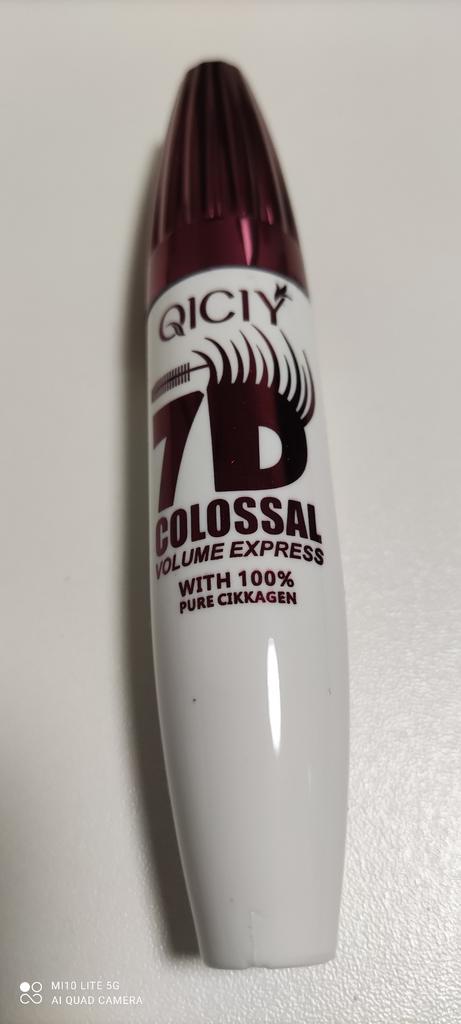 QICIY
7D
COLOSSAL
VOLUME EXPRESS
WITH 100%
PURE CIKKAGEN
MI10 LITE 5G
AI QUAD CAMERA